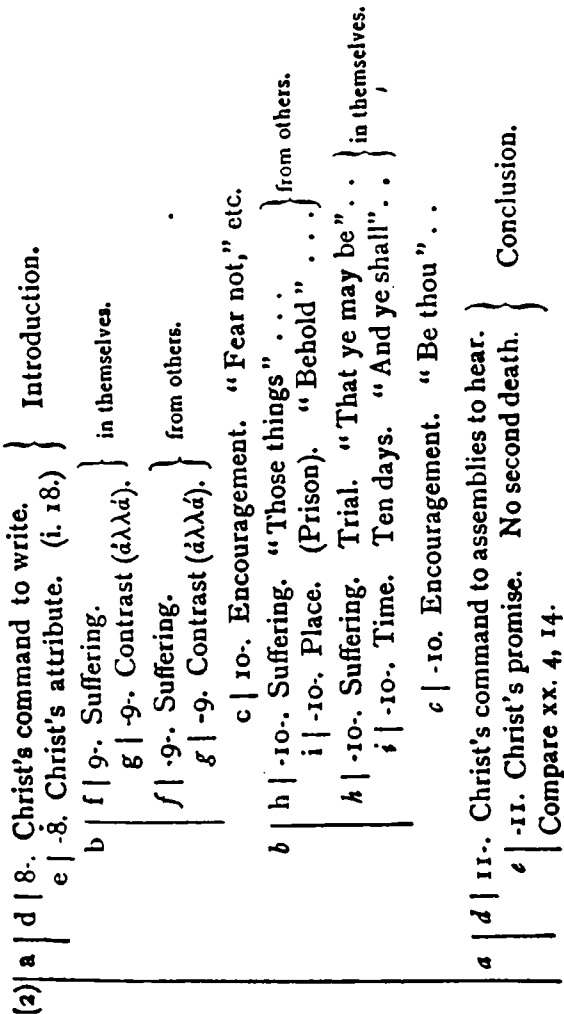 (2) | a | d | 8-. Christ's command to write. } Introduction.
e | -8. Christ's attribute. (i. 18.)
b | f | 9-. Suffering. } in themselves.
g | -9-. Contrast (ἀλλά).
f | -9-. Suffering. } from others.
g | -9. Contrast (ἀλλά).
c | 10-. Encouragement. “Fear not,” etc.
b | h | -10-. Suffering. “Those things” . . . } from others.
i | -10-. Place. (Prison). “Behold” . . .
h | -10-. Suffering. Trial. “That ye may be” . . } in themselves.
i | -10-. Time. Ten days. “And ye shall” . .
c | -10. Encouragement. “Be thou” . .
a | d | 11-. Christ's command to assemblies to hear. } Conclusion.
e | -11. Christ's promise. No second death.
Compare xx. 4, 14.